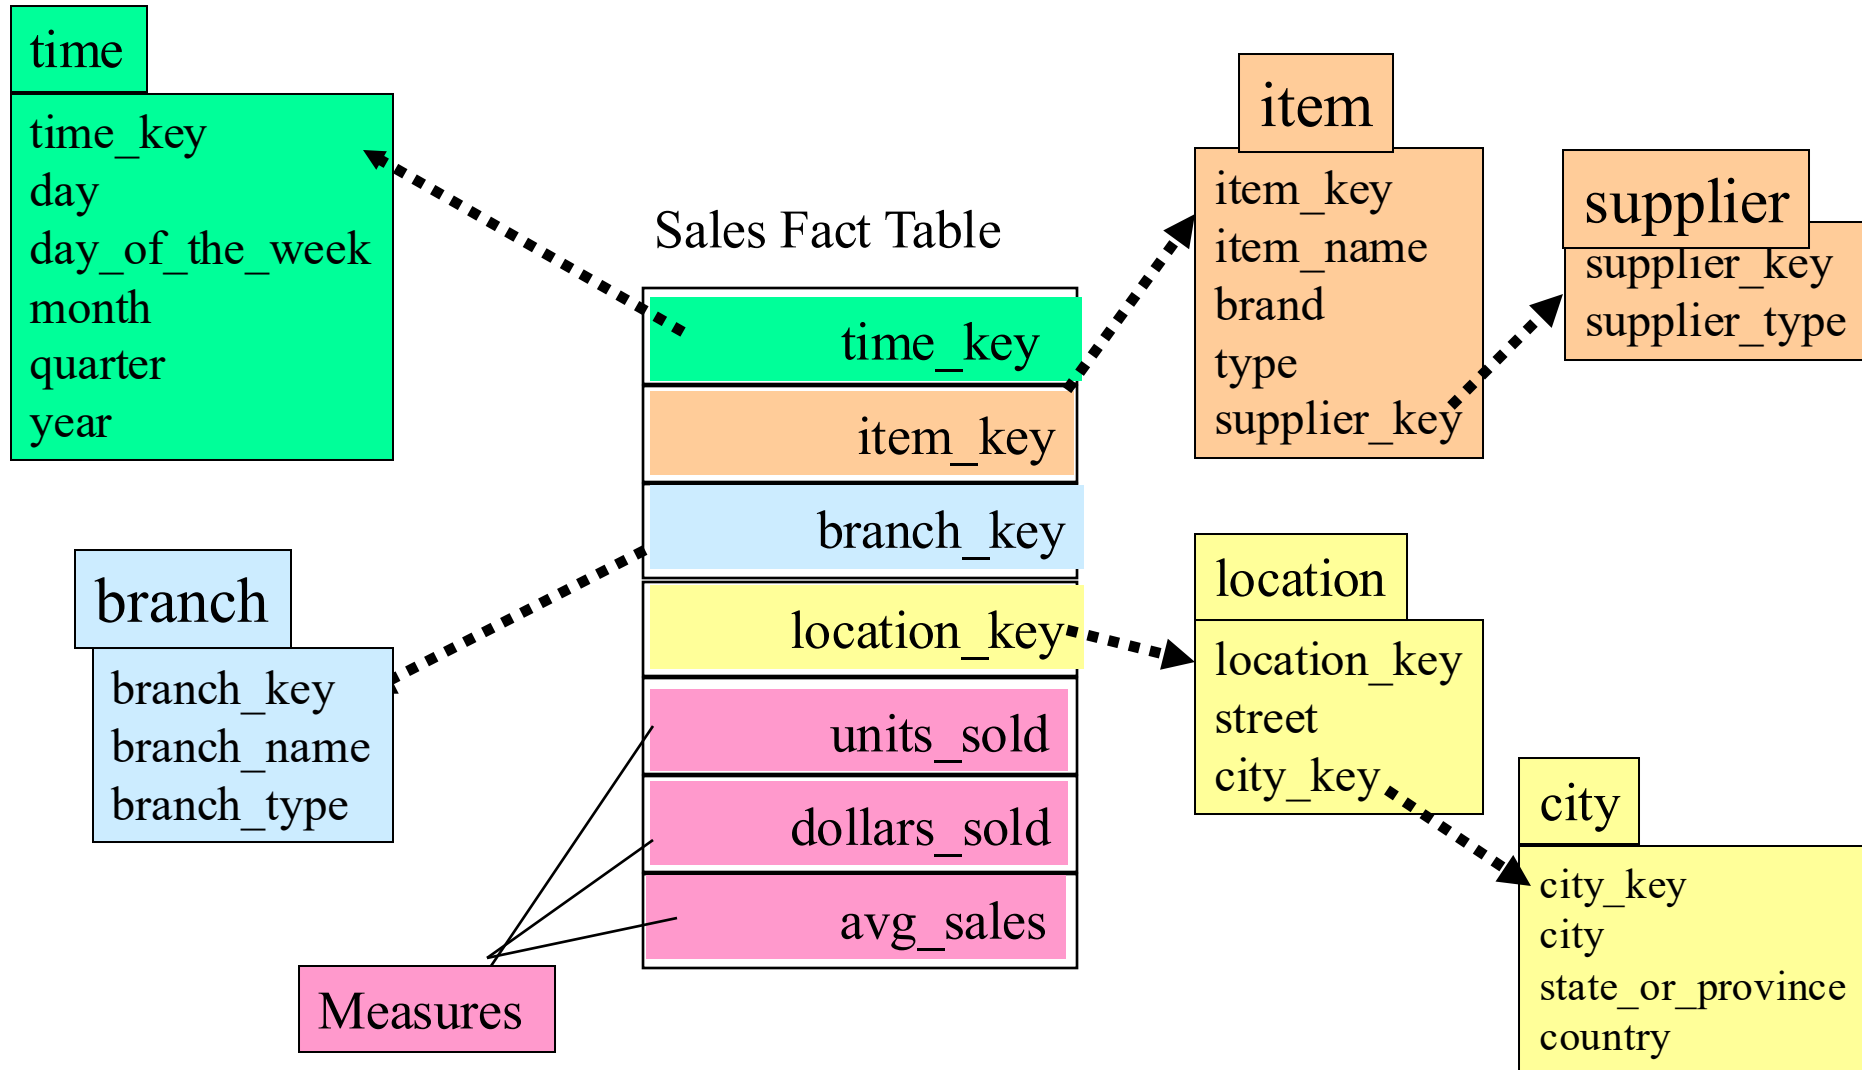 time
time_key
day
day_of_the_week
month
quarter
year
item
item_key
item_name
brand
type
supplier_key
supplier
supplier_key
supplier_type
Sales Fact Table
time_key
item_key
branch_key
location_key
units_sold
dollars_sold
avg_sales
branch
branch_key
branch_name
branch_type
location
location_key
street
city_key
city
city_key
city
state_or_province
country
Measures